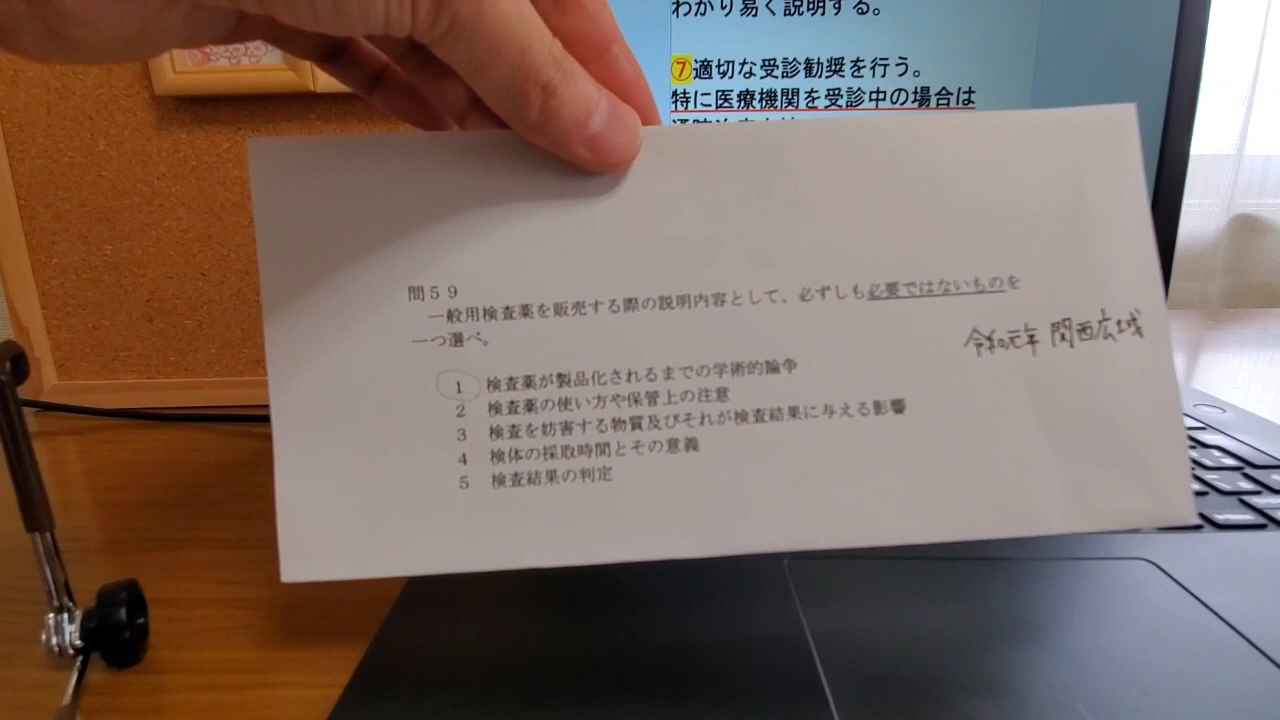 わかり易く説明する。
⑦適切な受診勧奨を行う。
特に医療機関を受診中の場合は
問59
一般用検査薬を販売する際の説明内容として、必ずしも必要ではないものを
一つ選べ。
令和元年 関西広域
1 検査薬が製品化されるまでの学術的論争
2 検査薬の使い方や保管上の注意
3 検査を妨害する物質及びそれが検査結果に与える影響
4 検体の採取時間とその意義
5 検査結果の判定